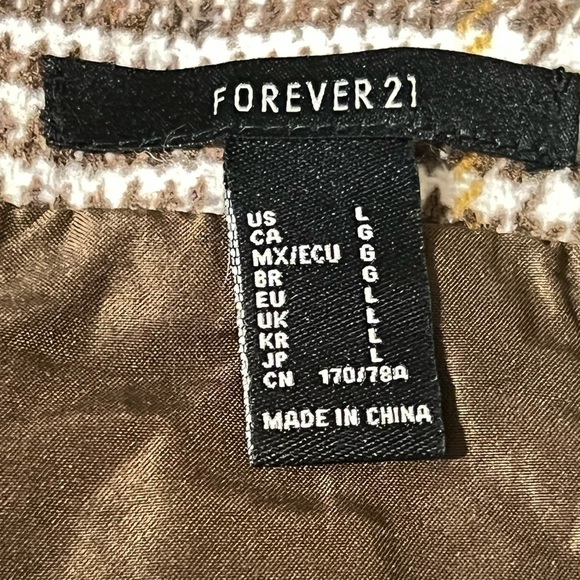 FOREVER 21
US L
CA G
MX/ECU G
BR G
EU L
UK L
KR L
JP L
CN 170/78A
MADE IN CHINA